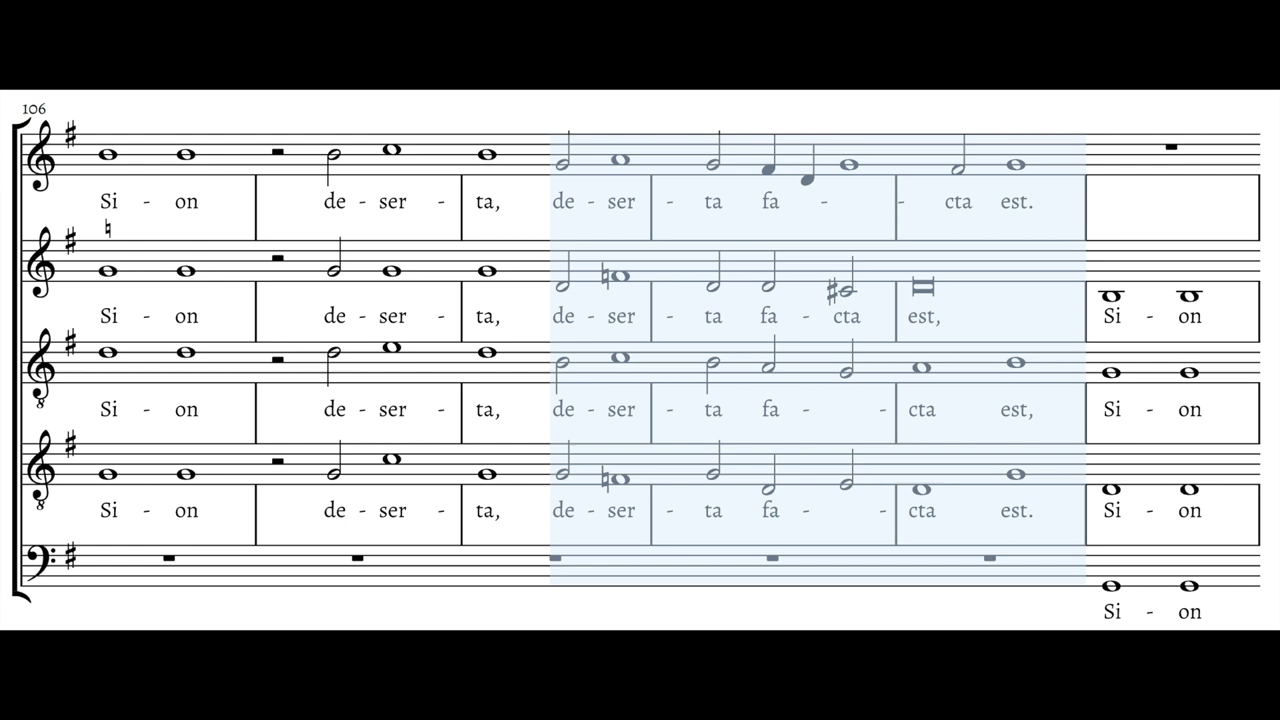 106
Si - on de - ser - ta, de - ser - ta fa - - cta est.
Si - on de - ser - ta, de - ser - ta fa - cta est, Si - on
Si - on de - ser - ta, de - ser - ta fa - - cta est, Si - on
Si - on de - ser - ta, de - ser - ta fa - - cta est. Si - on
Si - on